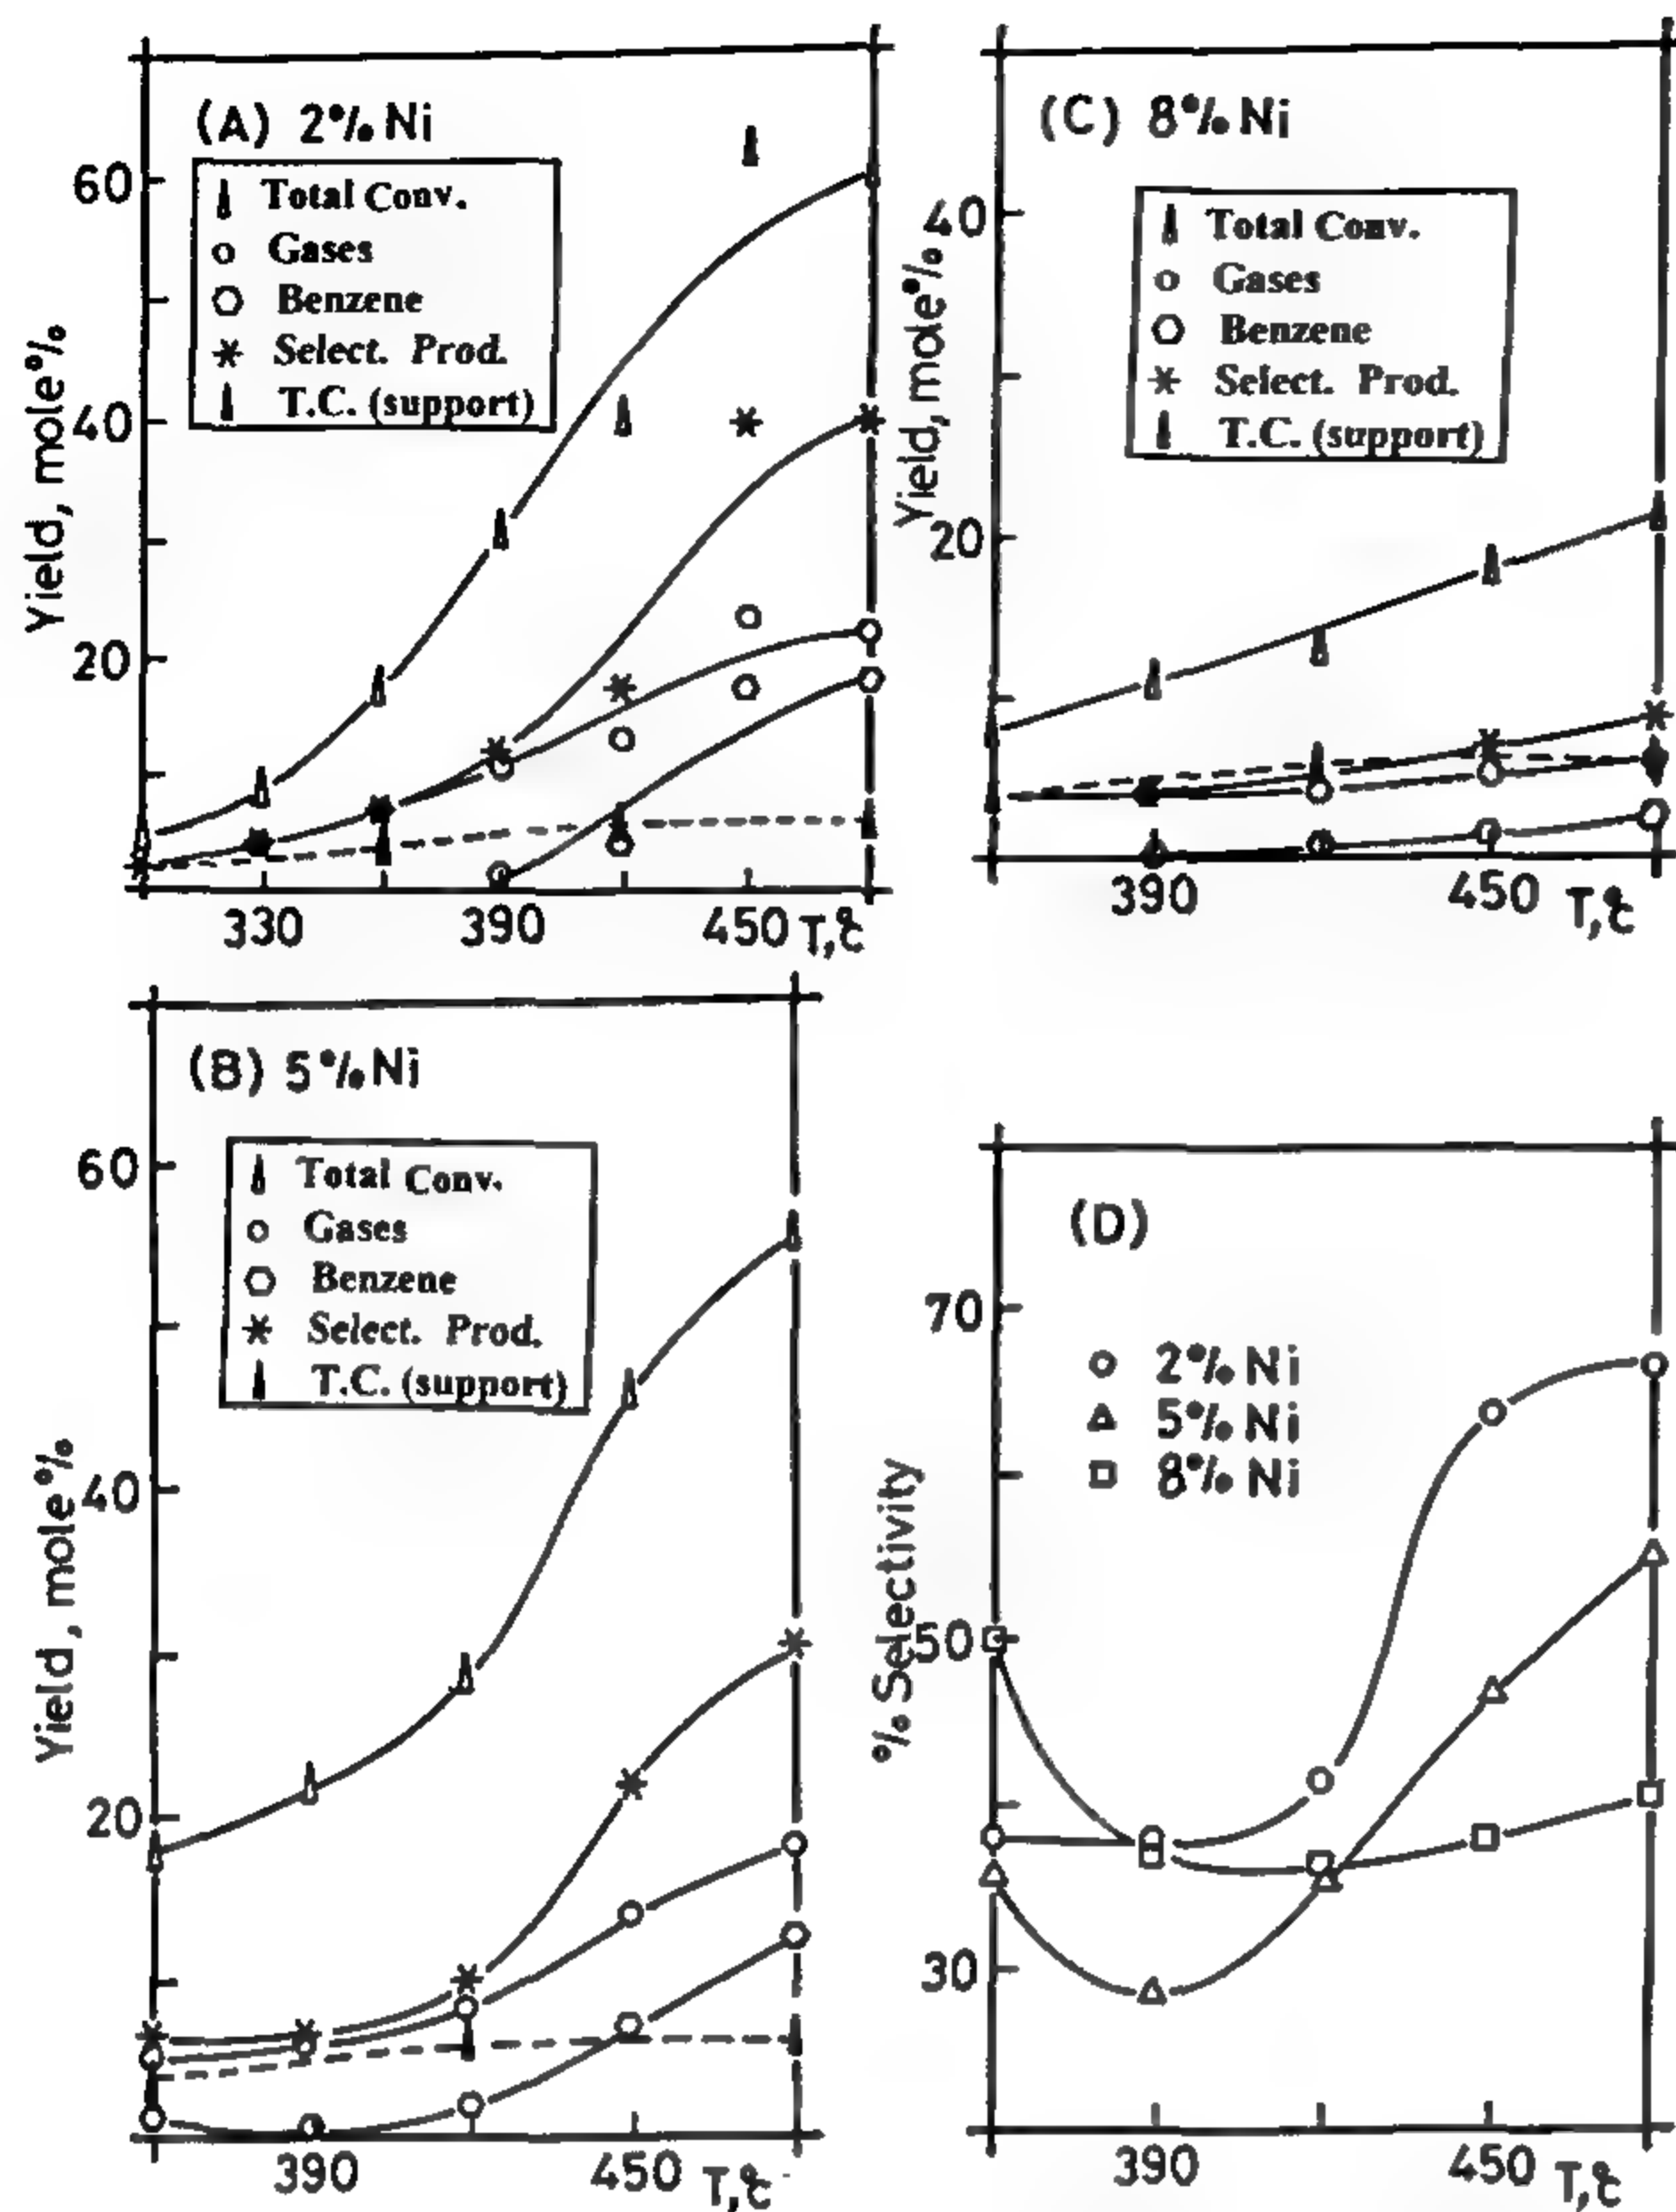 (A) 2% Ni
Total Conv.
Gases
Benzene
Select. Prod.
T.C. (support)
60
40
20
Yield, mole%
330 390 450 T,°C
(C) 8% Ni
Total Conv.
Gases
Benzene
Select. Prod.
T.C. (support)
40
20
Yield, mole%
390 450 T,°C
(B) 5% Ni
Total Conv.
Gases
Benzene
Select. Prod.
T.C. (support)
60
40
20
Yield, mole%
390 450 T,°C
(D)
2% Ni
5% Ni
8% Ni
70
50
30
% Selectivity
390 450 T,°C